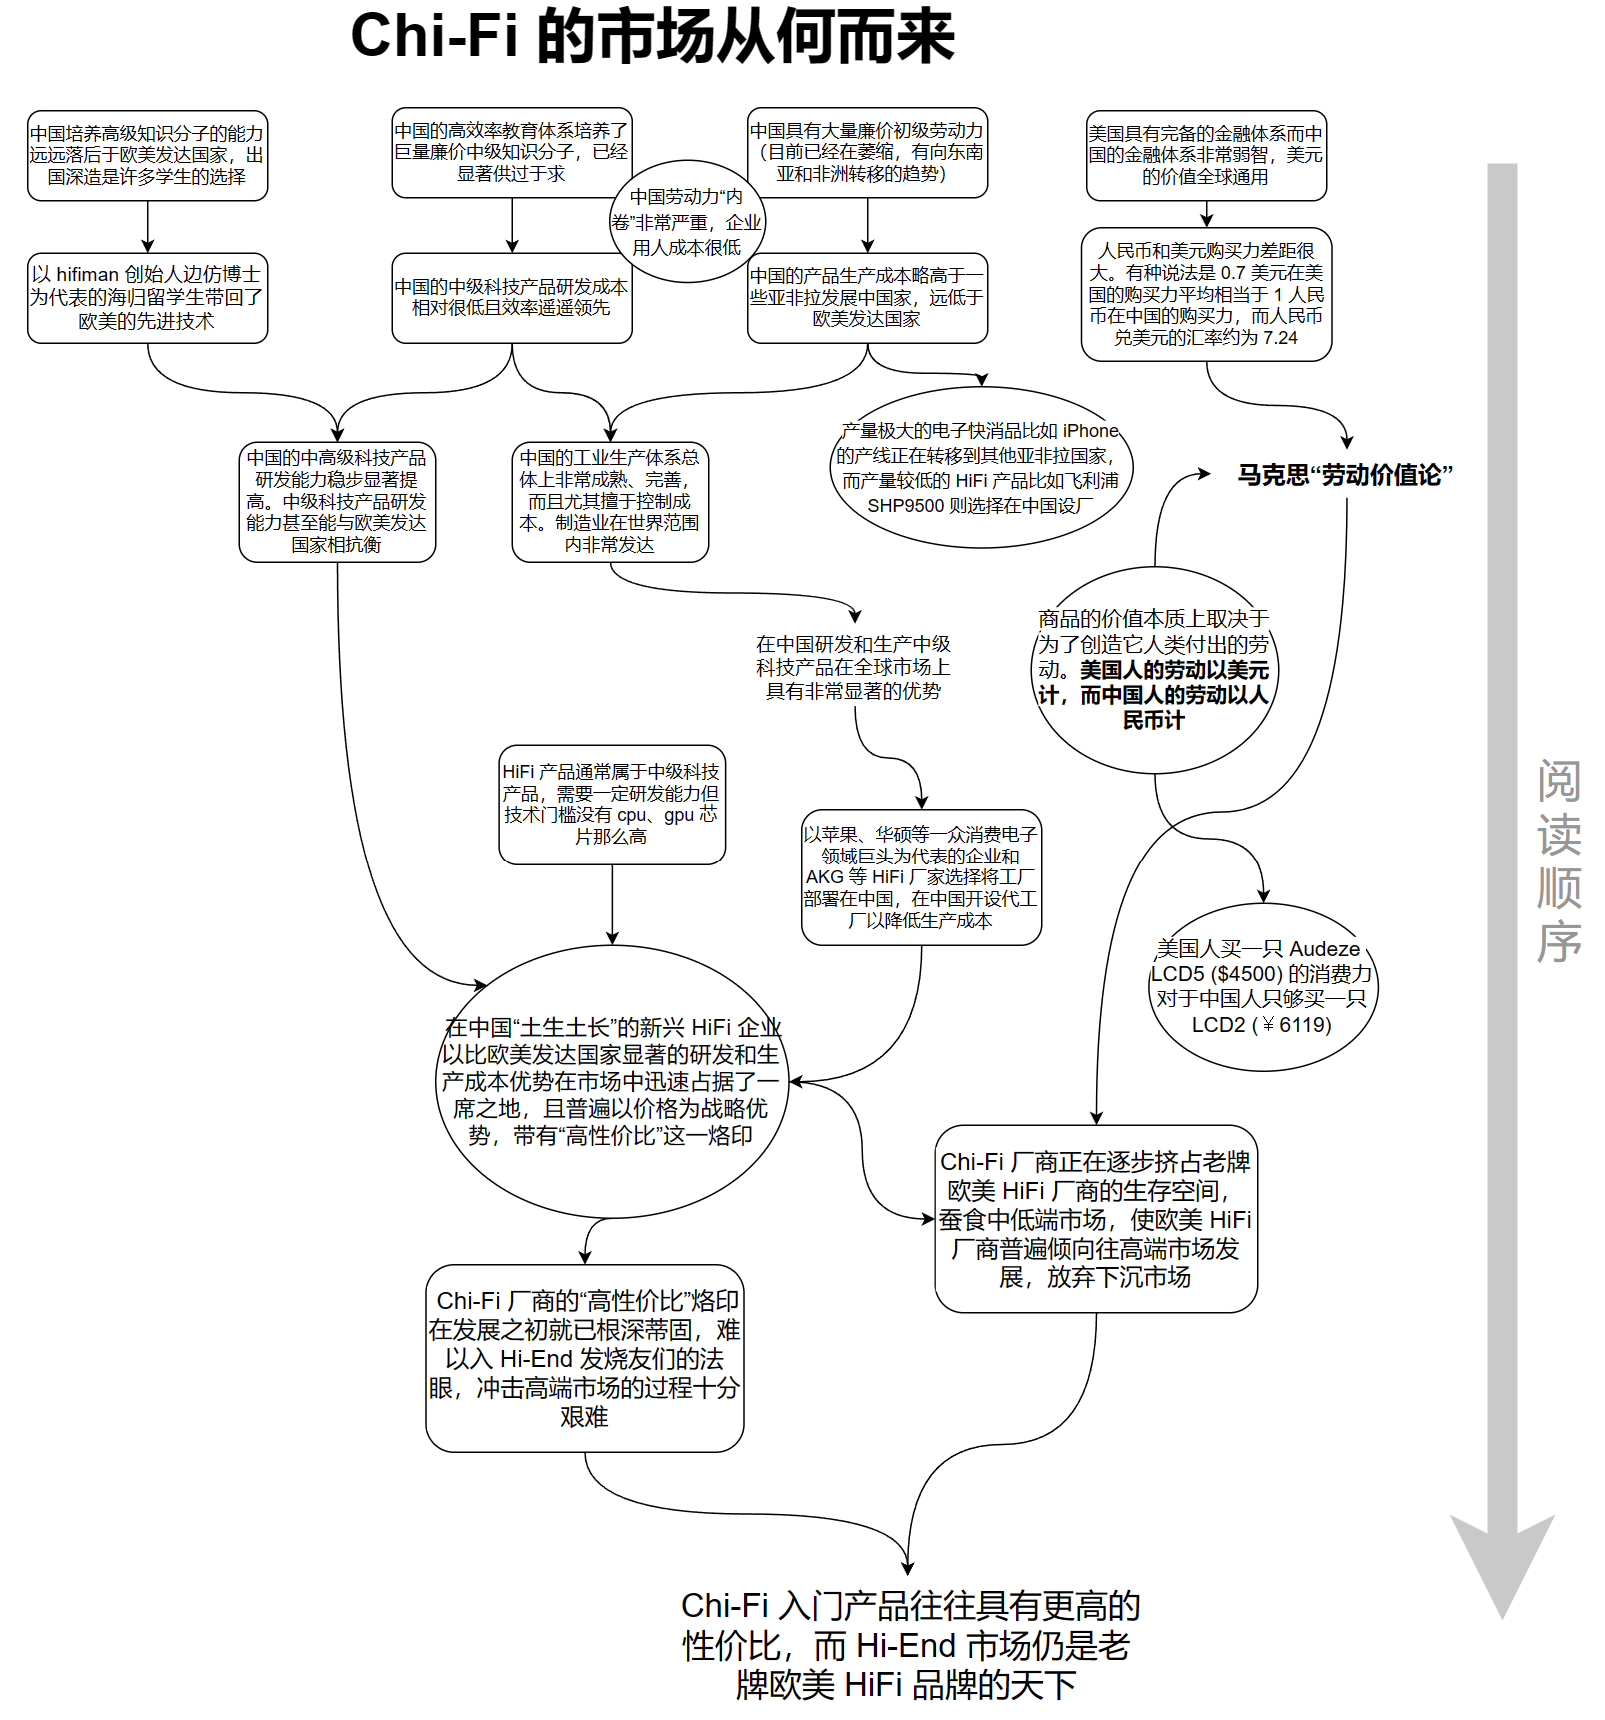 Chi-Fi 的市场从何而来
中国培养高级知识分子的能力
远远落后于欧美发达国家，出
国深造是许多学生的选择
中国的高效率教育体系培养了
巨量廉价中级知识分子，已经
显著供过于求
中国具有大量廉价初级劳动力
（目前已经在萎缩，有向东南
亚和非洲转移的趋势）
美国具有完备的金融体系而中
国的金融体系非常弱智，美元
的价值全球通用
中国劳动力“内
卷”非常严重，企业
用人成本很低
以 hifiman 创始人边仿博士
为代表的海归留学生带回了
欧美的先进技术
中国的中级科技产品研发成本
相对很低且效率遥遥领先
中国的产品生产成本略高于一
些亚非拉发展中国家，远低于
欧美发达国家
人民币和美元购买力差距很
大。有种说法是 0.7 美元在美
国的购买力平均相当于 1 人民
币在中国的购买力，而人民币
兑美元的汇率约为 7.24
中国的中高级科技产品
研发能力稳步显著提
高。中级科技产品研发
能力甚至能与欧美发达
国家相抗衡
中国的工业生产体系总
体上非常成熟、完善，
而且尤其擅于控制成
本。制造业在世界范围
内非常发达
产量极大的电子快消品比如 iPhone
的产线正在转移到其他亚非拉国家，
而产量较低的 HiFi 产品比如飞利浦
SHP9500 则选择在中国设厂
马克思“劳动价值论”
在中国研发和生产中级
科技产品在全球市场上
具有非常显著的优势
商品的价值本质上取决于
为了创造它人类付出的劳
动。美国人的劳动以美元
计，而中国人的劳动以人
民币计
HiFi 产品通常属于中级科技
产品，需要一定研发能力但
技术门槛没有 cpu、gpu 芯
片那么高
以苹果、华硕等一众消费电子
领域巨头为代表的企业和
AKG 等 HiFi 厂家选择将工厂
部署在中国，在中国开设代工
厂以降低生产成本
美国人买一只 Audeze
LCD5 ($4500) 的消费力
对于中国人只够买一只
LCD2 (￥6119)
在中国“土生土长”的新兴 HiFi 企业
以比欧美发达国家显著的研发和生
产成本优势在市场中迅速占据了一
席之地，且普遍以价格为战略优
势，带有“高性价比”这一烙印
Chi-Fi 厂商正在逐步挤占老牌
欧美 HiFi 厂商的生存空间，
蚕食中低端市场，使欧美 HiFi
厂商普遍倾向往高端市场发
展，放弃下沉市场
Chi-Fi 厂商的“高性价比”烙印
在发展之初就已根深蒂固，难
以入 Hi-End 发烧友们的法
眼，冲击高端市场的过程十分
艰难
Chi-Fi 入门产品往往具有更高的
性价比，而 Hi-End 市场仍是老
牌欧美 HiFi 品牌的天下
阅读顺序